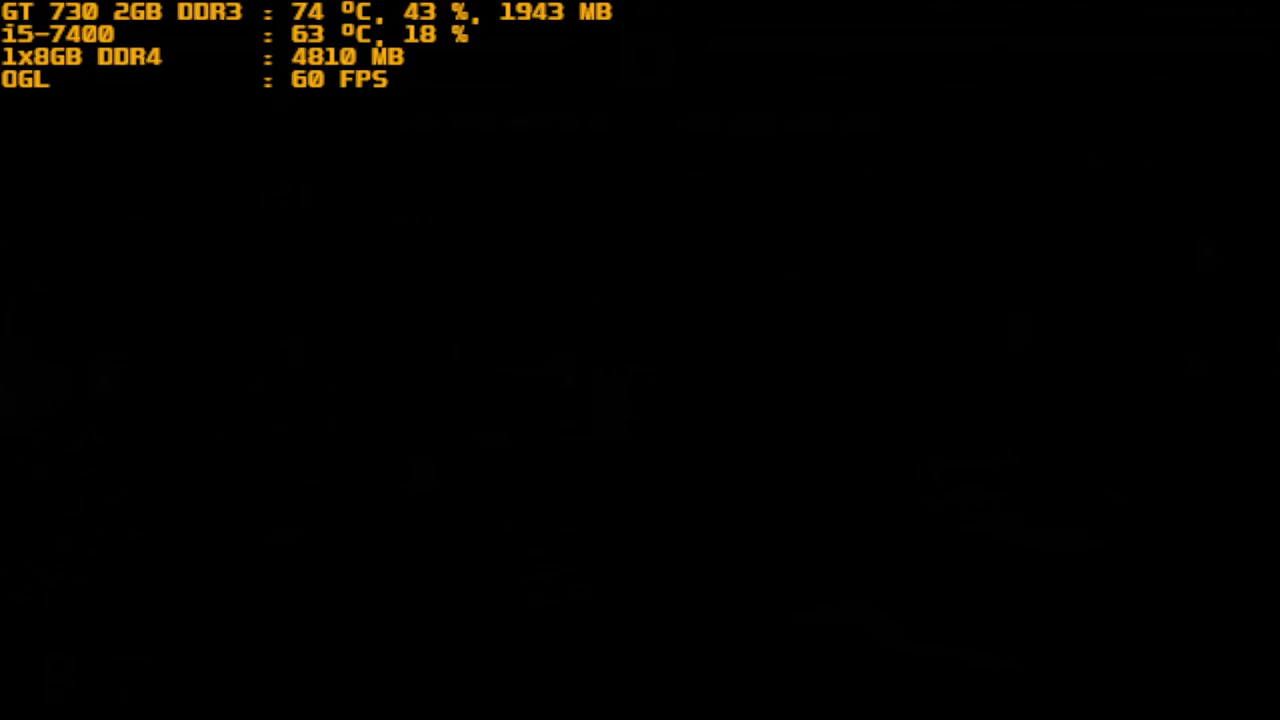 GT 730 2GB DDR3 : 74 ºC, 43 %, 1943 MB
i5-7400 : 63 ºC, 18 %
1x8GB DDR4 : 4810 MB
OGL : 60 FPS